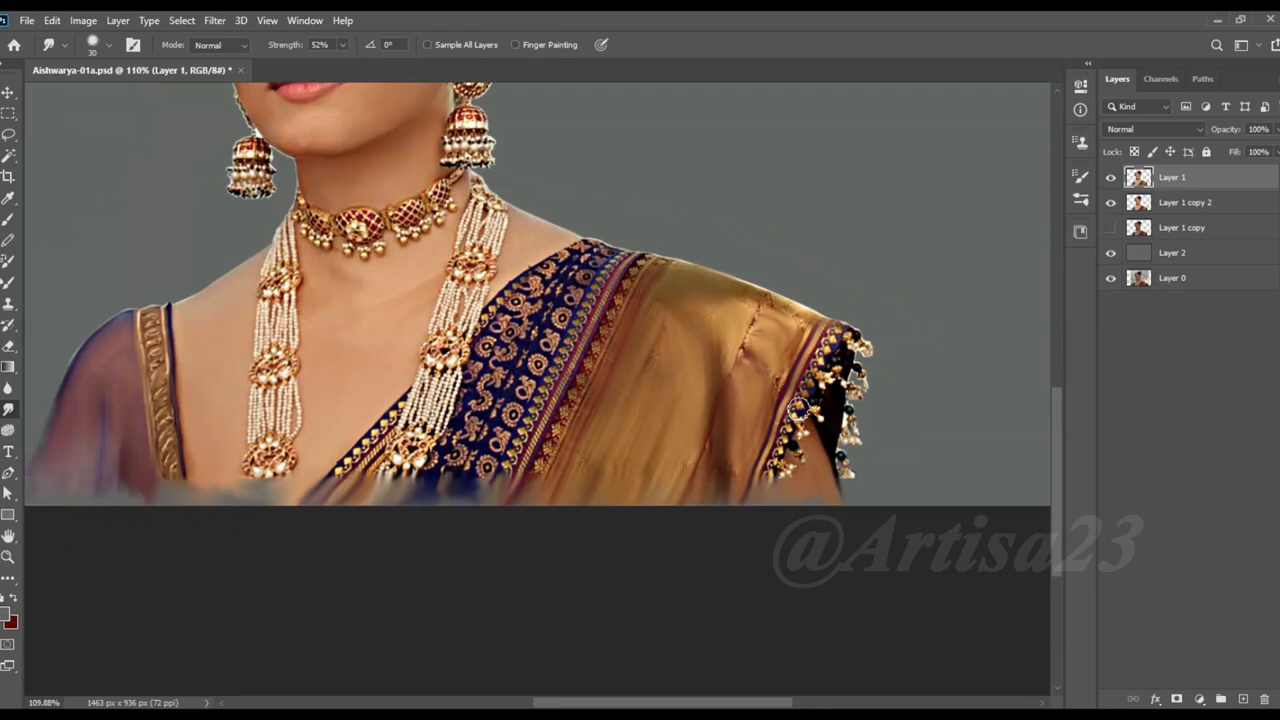 File Edit Image Layer Type Select Filter 3D View Window Help
30 Mode: Normal Strength: 52% 0° Sample All Layers Finger Painting
Aishwarya-01a.psd @ 110% (Layer 1, RGB/8#) * ×
Layers Channels Paths
Kind
Normal Opacity: 100%
Lock: Fill: 100%
Layer 1
Layer 1 copy 2
Layer 1 copy
Layer 2
Layer 0
@Artisa23
109.88% 1463 px x 936 px (72 ppi)